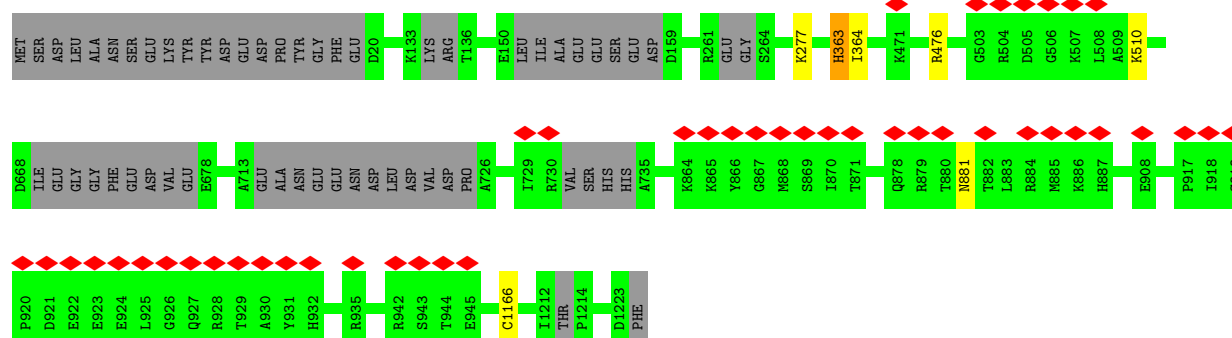 MET SER ASP LEU ALA ASN SER GLU LYS TYR TYR ASP GLU ASP PRO TYR GLY PHE GLU D20 K133 LYS ARG T136 E150 LEU ILE ALA GLU GLU SER GLU ASP D159 R261 GLU GLY S264 K277 H363 I364 K471 R476 G503 R504 D505 G506 K507 L508 A509 K510
D668 ILE GLU GLY GLY PHE GLU ASP VAL GLU E678 A713 GLU ALA ASN GLU GLU ASN ASP LEU ASP VAL ASP PRO A726 I729 R730 VAL SER HIS HIS A735 K864 K865 Y866 G867 M868 S869 I870 T871 Q878 R879 T880 N881 T882 L883 R884 M885 K886 H887 E908 P917 I918
P920 D921 E922 E923 E924 L925 G926 Q927 R928 T929 A930 Y931 H932 R935 R942 S943 T944 E945 C1166 I1212 THR P1214 D1223 PHE